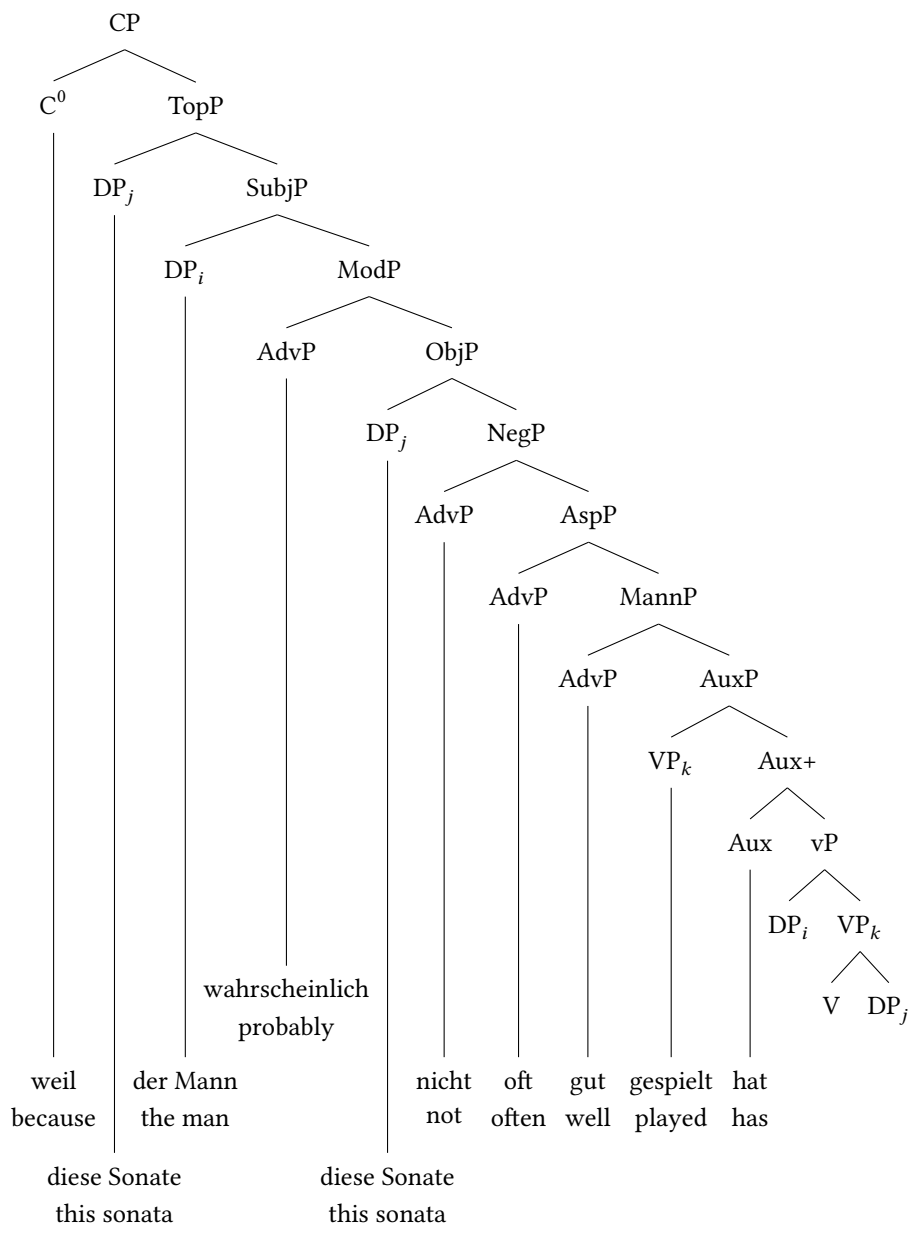 CP
C⁰ TopP
DPⱼ SubjP
DPᵢ ModP
AdvP ObjP
DPⱼ NegP
AdvP AspP
AdvP MannP
AdvP AuxP
VPₖ Aux+
Aux vP
DPᵢ VPₖ
V DPⱼ
wahrscheinlich
probably
weil der Mann nicht oft gut gespielt hat
because the man not often well played has
diese Sonate diese Sonate
this sonata this sonata